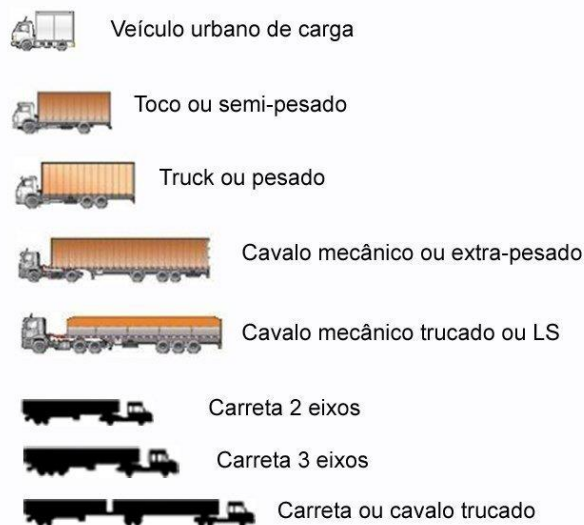 Veículo urbano de carga
Toco ou semi-pesado
Truck ou pesado
Cavalo mecânico ou extra-pesado
Cavalo mecânico trucado ou LS
Carreta 2 eixos
Carreta 3 eixos
Carreta ou cavalo trucado